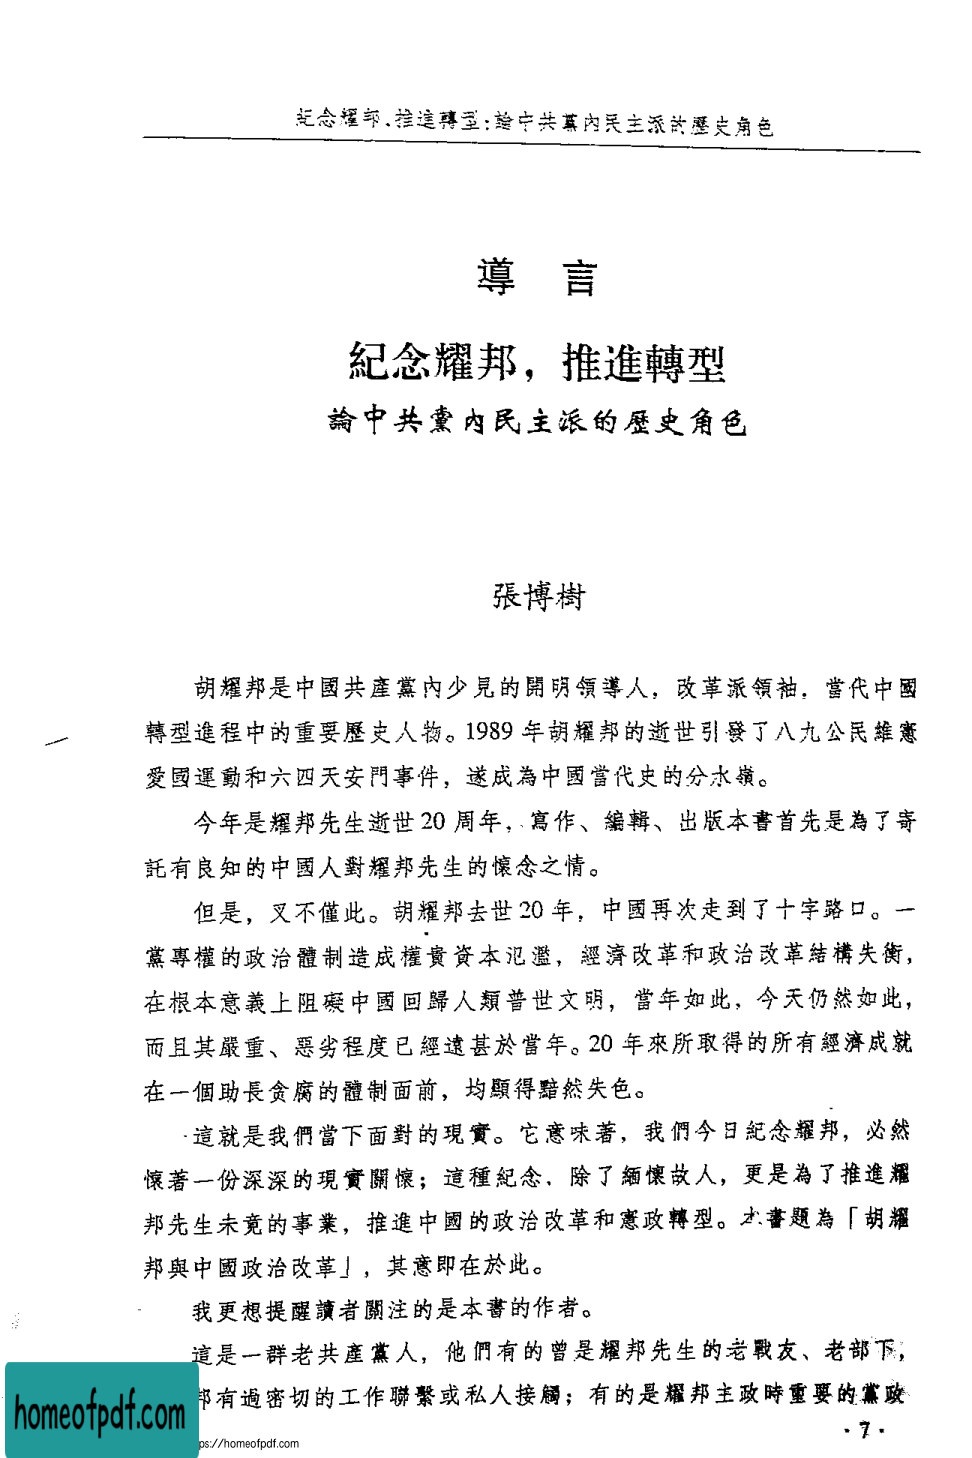 紀念耀邦、推進轉型：論中共黨內民主派的歷史角色
導 言
紀念耀邦，推進轉型
論中共黨內民主派的歷史角色
張博樹
胡耀邦是中國共產黨內少見的開明領導人，改革派領袖，當代中國
轉型進程中的重要歷史人物。1989 年胡耀邦的逝世引發了八九公民維憲
愛國運動和六四天安門事件，遂成為中國當代史的分水嶺。
今年是耀邦先生逝世 20 周年，寫作、編輯、出版本書首先是為了寄
託有良知的中國人對耀邦先生的懷念之情。
但是，又不僅此。胡耀邦去世 20 年，中國再次走到了十字路口。一
黨專權的政治體制造成權貴資本氾濫，經濟改革和政治改革結構失衡，
在根本意義上阻礙中國回歸人類普世文明，當年如此，今天仍然如此，
而且其嚴重、惡劣程度已經遠甚於當年。20 年來所取得的所有經濟成就
在一個助長貪腐的體制面前，均顯得黯然失色。
這就是我們當下面對的現實。它意味著，我們今日紀念耀邦，必然
懷著一份深深的現實關懷；這種紀念，除了緬懷故人，更是為了推進耀
邦先生未竟的事業，推進中國的政治改革和憲政轉型。本書題為「胡耀
邦與中國政治改革」，其意即在於此。
我更想提醒讀者關注的是本書的作者。
這是一群老共產黨人，他們有的曾是耀邦先生的老戰友、老部下，
邦有過密切的工作聯繫或私人接觸；有的是耀邦主政時重要的黨政
homeofpdf.com
ps://homeofpdf.com
·7·